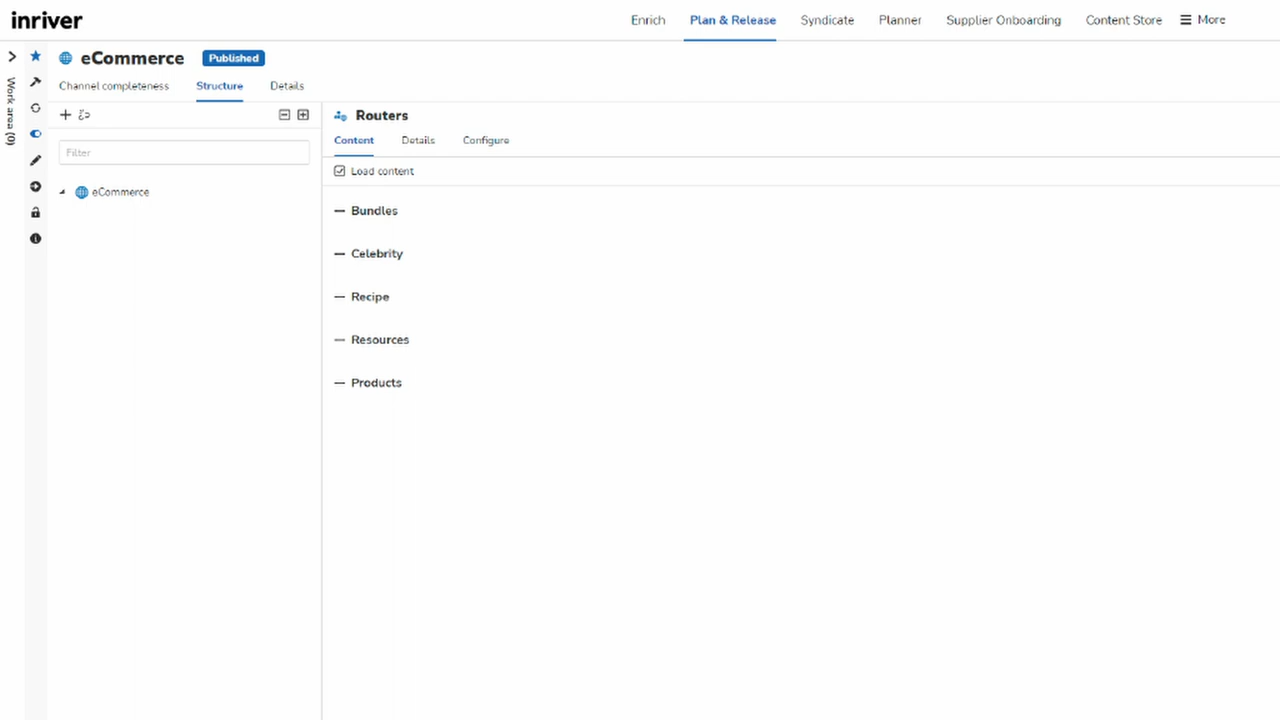 inriver
Enrich
Plan & Release
Syndicate
Planner
Supplier Onboarding
Content Store
More
Work area (0)
eCommerce
Published
Channel completeness
Structure
Details
Filter
eCommerce
Routers
Content
Details
Configure
Load content
Bundles
Celebrity
Recipe
Resources
Products